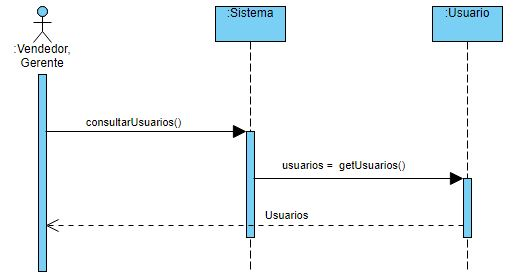 :Sistema
:Usuario
:Vendedor,
Gerente
consultarUsuarios()
usuarios = getUsuarios()
Usuarios